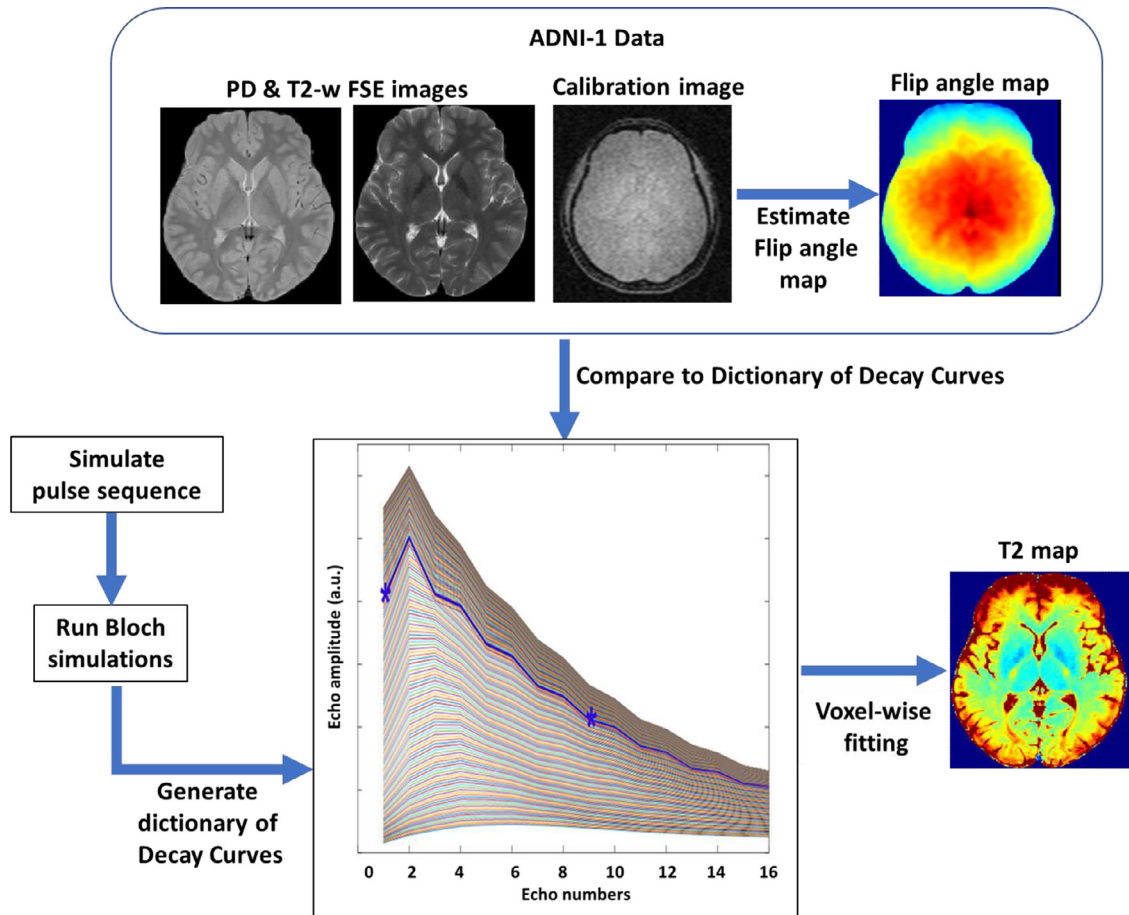 ADNI-1 Data
PD & T2-w FSE images
Calibration image
Flip angle map
Estimate
Flip angle
map
Compare to Dictionary of Decay Curves
Simulate
pulse sequence
Run Bloch
simulations
Generate
dictionary of
Decay Curves
Echo amplitude (a.u.)
0 2 4 6 8 10 12 14 16
Echo numbers
Voxel-wise
fitting
T2 map